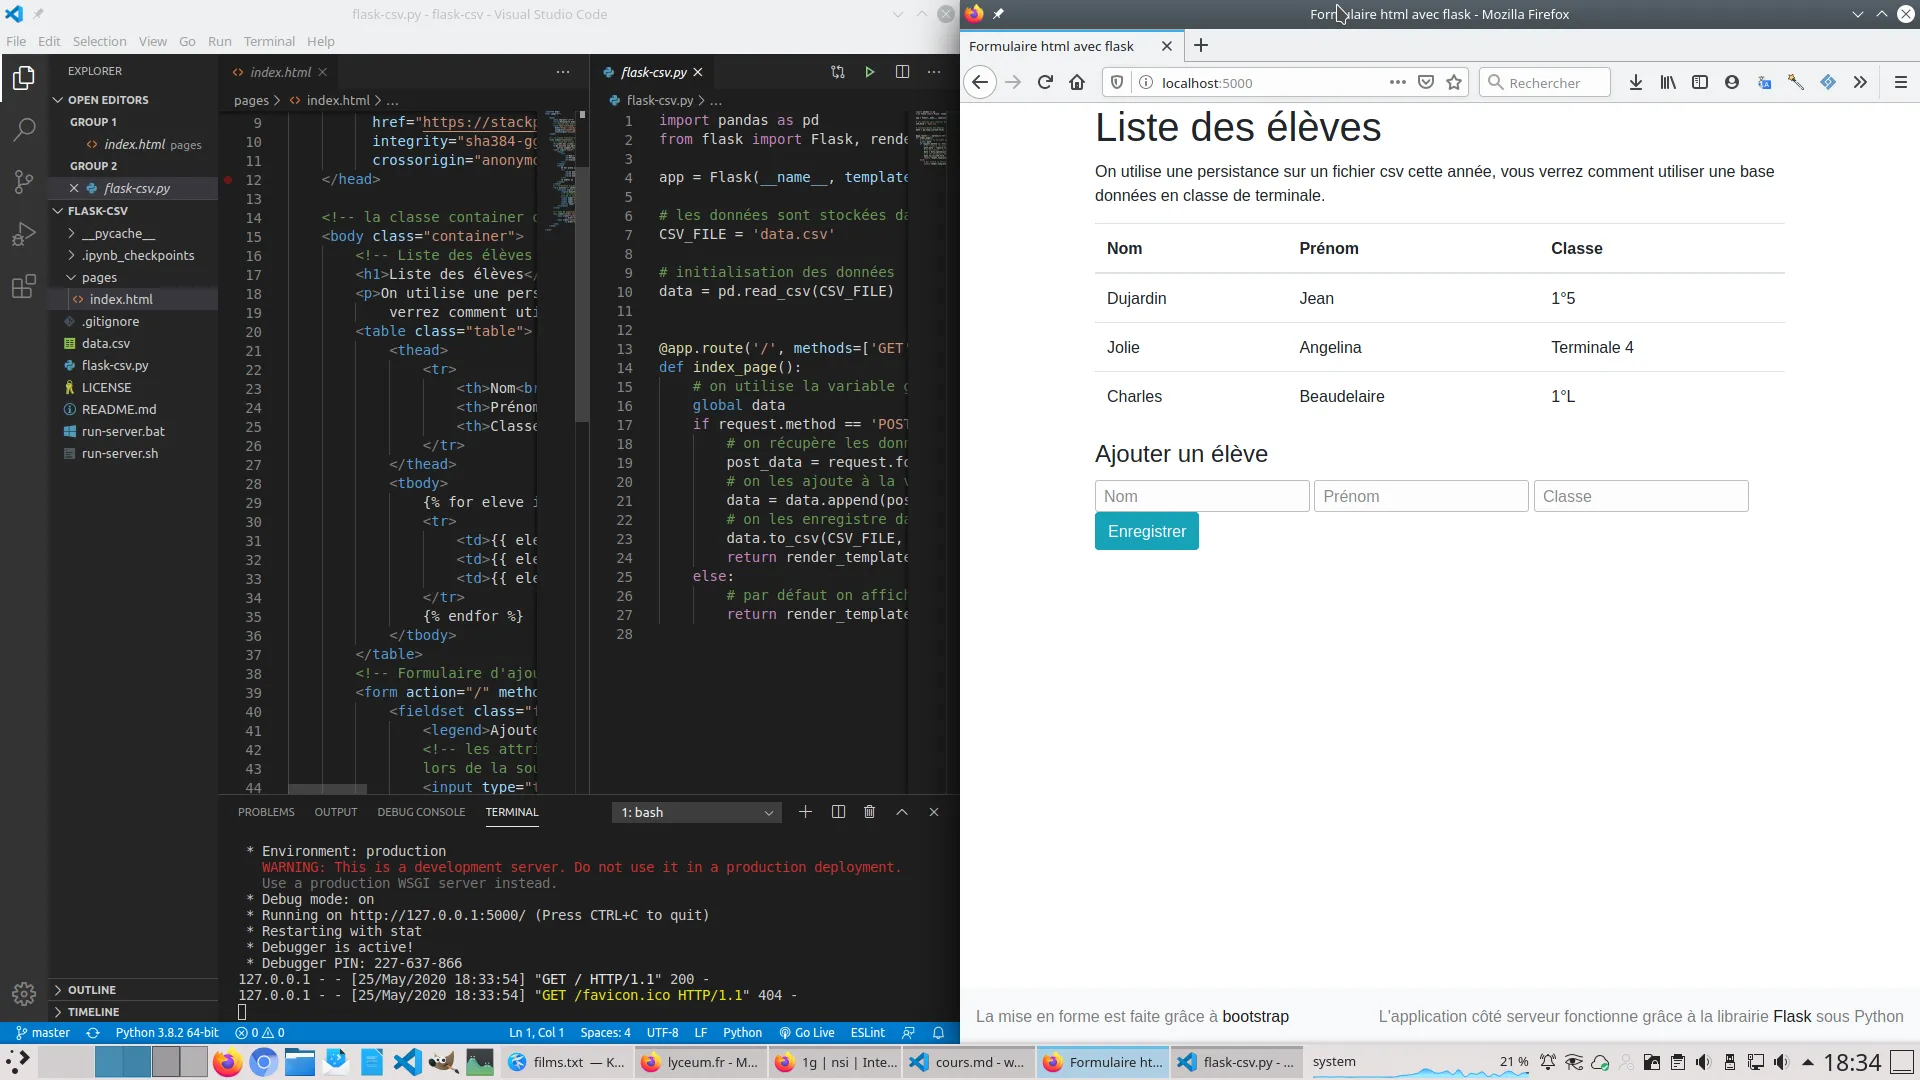 flask-csv.py - flask-csv - Visual Studio Code
File Edit Selection View Go Run Terminal Help
EXPLORER
OPEN EDITORS
GROUP 1
index.html pages
GROUP 2
flask-csv.py
FLASK-CSV
__pycache__
.ipynb_checkpoints
pages
index.html
.gitignore
data.csv
flask-csv.py
LICENSE
README.md
run-server.bat
run-server.sh
OUTLINE
TIMELINE
index.html
pages > index.html > ...
9 href="https://stackp
10 integrity="sha384-gg
11 crossorigin="anonymo
12 </head>
13
14 <!-- la classe container
15 <body class="container">
16 <!-- Liste des élèves
17 <h1>Liste des élèves</
18 <p>On utilise une pers
19 verrez comment uti
20 <table class="table">
21 <thead>
22 <tr>
23 <th>Nom<br
24 <th>Prénom
25 <th>Classe
26 </tr>
27 </thead>
28 <tbody>
29 {% for eleve i
30 <tr>
31 <td>{{ ele
32 <td>{{ ele
33 <td>{{ ele
34 </tr>
35 {% endfor %}
36 </tbody>
37 </table>
38 <!-- Formulaire d'ajou
39 <form action="/" metho
40 <fieldset class="f
41 <legend>Ajoute
42 <!-- les attri
43 lors de la sou
44 <input type="t
flask-csv.py
flask-csv.py > ...
1 import pandas as pd
2 from flask import Flask, rende
3
4 app = Flask(__name__, template
5
6 # les données sont stockées da
7 CSV_FILE = 'data.csv'
8
9 # initialisation des données
10 data = pd.read_csv(CSV_FILE)
11
12
13 @app.route('/', methods=['GET'
14 def index_page():
15 # on utilise la variable g
16 global data
17 if request.method == 'POST
18 # on récupère les donn
19 post_data = request.fo
20 # on les ajoute à la v
21 data = data.append(pos
22 # on les enregistre da
23 data.to_csv(CSV_FILE,
24 return render_template
25 else:
26 # par défaut on affich
27 return render_template
28
PROBLEMS OUTPUT DEBUG CONSOLE TERMINAL 1: bash
* Environment: production
WARNING: This is a development server. Do not use it in a production deployment.
Use a production WSGI server instead.
* Debug mode: on
* Running on http://127.0.0.1:5000/ (Press CTRL+C to quit)
* Restarting with stat
* Debugger is active!
* Debugger PIN: 227-637-866
127.0.0.1 - - [25/May/2020 18:33:54] "GET / HTTP/1.1" 200 -
127.0.0.1 - - [25/May/2020 18:33:54] "GET /favicon.ico HTTP/1.1" 404 -
master Python 3.8.2 64-bit 0 0 Ln 1, Col 1 Spaces: 4 UTF-8 LF Python Go Live ESLint
Formulaire html avec flask - Mozilla Firefox
Formulaire html avec flask
localhost:5000
Rechercher
Liste des élèves
On utilise une persistance sur un fichier csv cette année, vous verrez comment utiliser une base
données en classe de terminale.
Nom Prénom Classe
Dujardin Jean 1°5
Jolie Angelina Terminale 4
Charles Beaudelaire 1°L
Ajouter un élève
Nom Prénom Classe
Enregistrer
La mise en forme est faite grâce à bootstrap
L'application côté serveur fonctionne grâce à la librairie Flask sous Python
films.txt — K...
lyceum.fr - M...
1g | nsi | Inte...
cours.md - w...
Formulaire ht...
flask-csv.py - ...
system
21 %
18:34